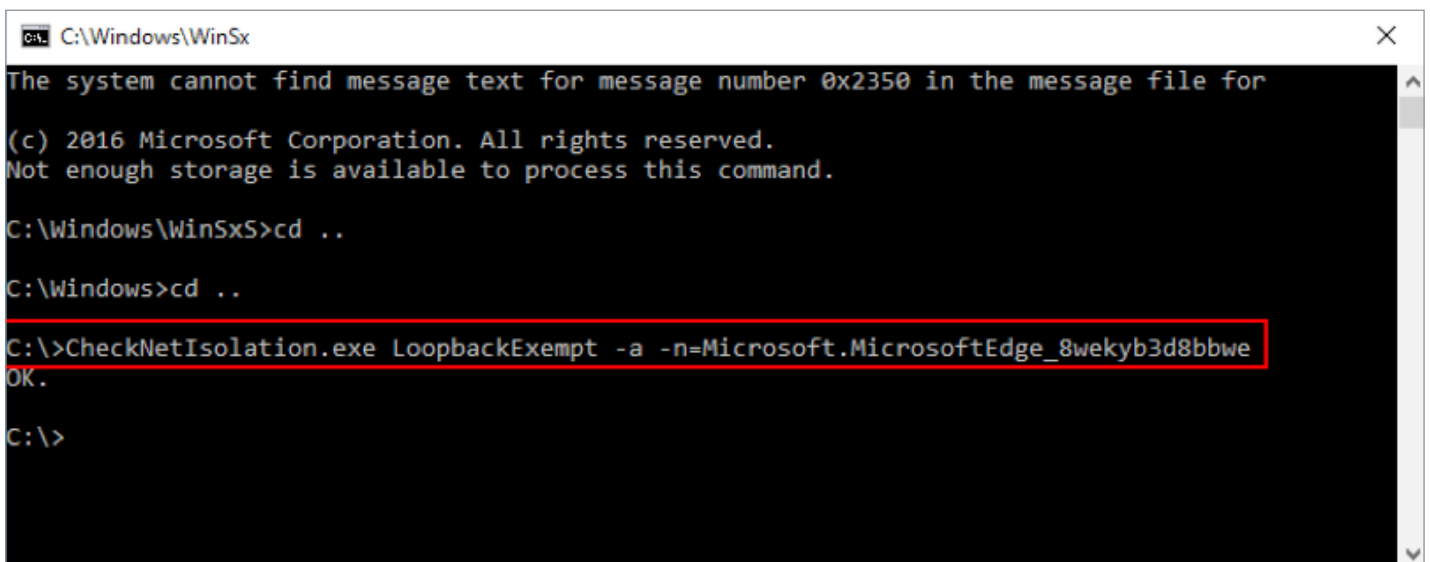 C:\Windows\WinSx
The system cannot find message text for message number 0x2350 in the message file for
(c) 2016 Microsoft Corporation. All rights reserved.
Not enough storage is available to process this command.
C:\Windows\WinSxS>cd ..
C:\Windows>cd ..
C:\>CheckNetIsolation.exe LoopbackExempt -a -n=Microsoft.MicrosoftEdge_8wekyb3d8bbwe
OK.
C:\>